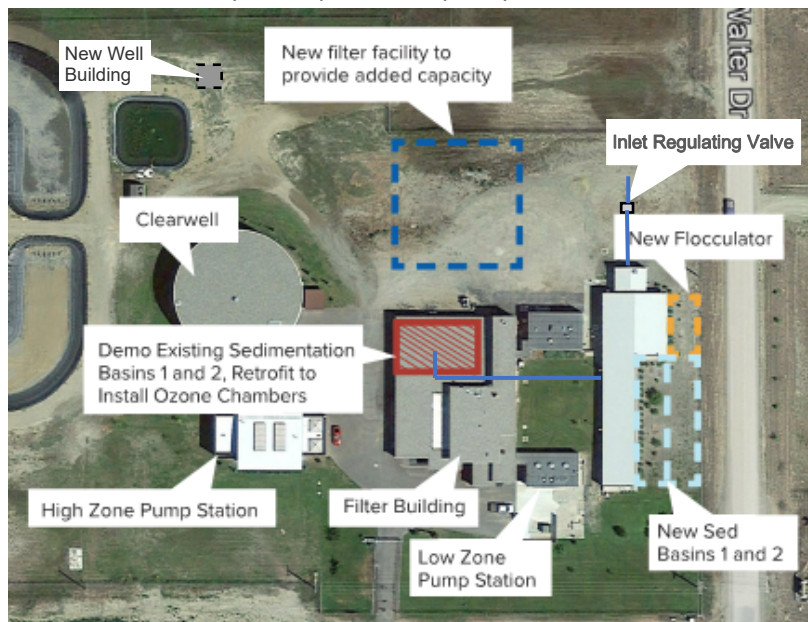 New Well
Building
New filter facility to
provide added capacity
Walter Dr
Inlet Regulating Valve
Clearwell
New Flocculator
Demo Existing Sedimentation
Basins 1 and 2, Retrofit to
Install Ozone Chambers
High Zone Pump Station
Filter Building
Low Zone
Pump Station
New Sed
Basins 1 and 2